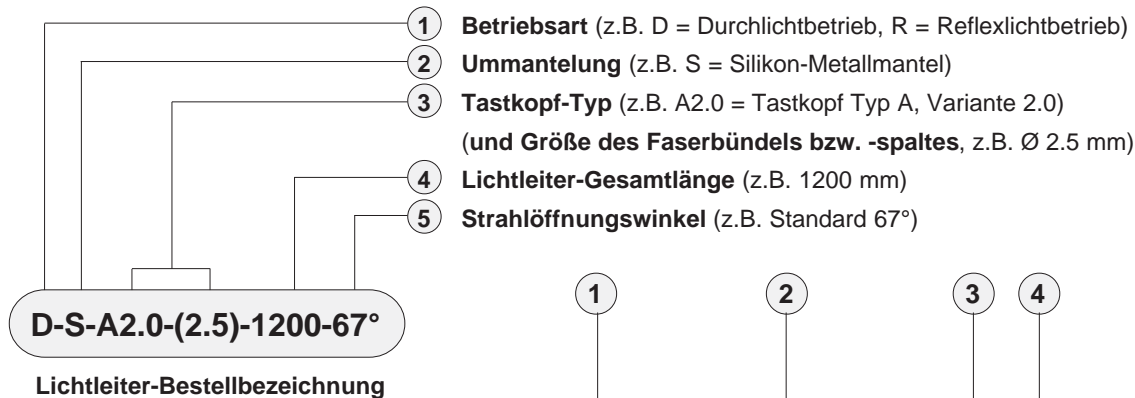 1 Betriebsart (z.B. D = Durchlichtbetrieb, R = Reflexlichtbetrieb)
2 Ummantelung (z.B. S = Silikon-Metallmantel)
3 Tastkopf-Typ (z.B. A2.0 = Tastkopf Typ A, Variante 2.0)
(und Größe des Faserbündels bzw. -spaltes, z.B. Ø 2.5 mm)
4 Lichtleiter-Gesamtlänge (z.B. 1200 mm)
5 Strahlöffnungswinkel (z.B. Standard 67°)
1 2 3 4
D-S-A2.0-(2.5)-1200-67°
Lichtleiter-Bestellbezeichnung